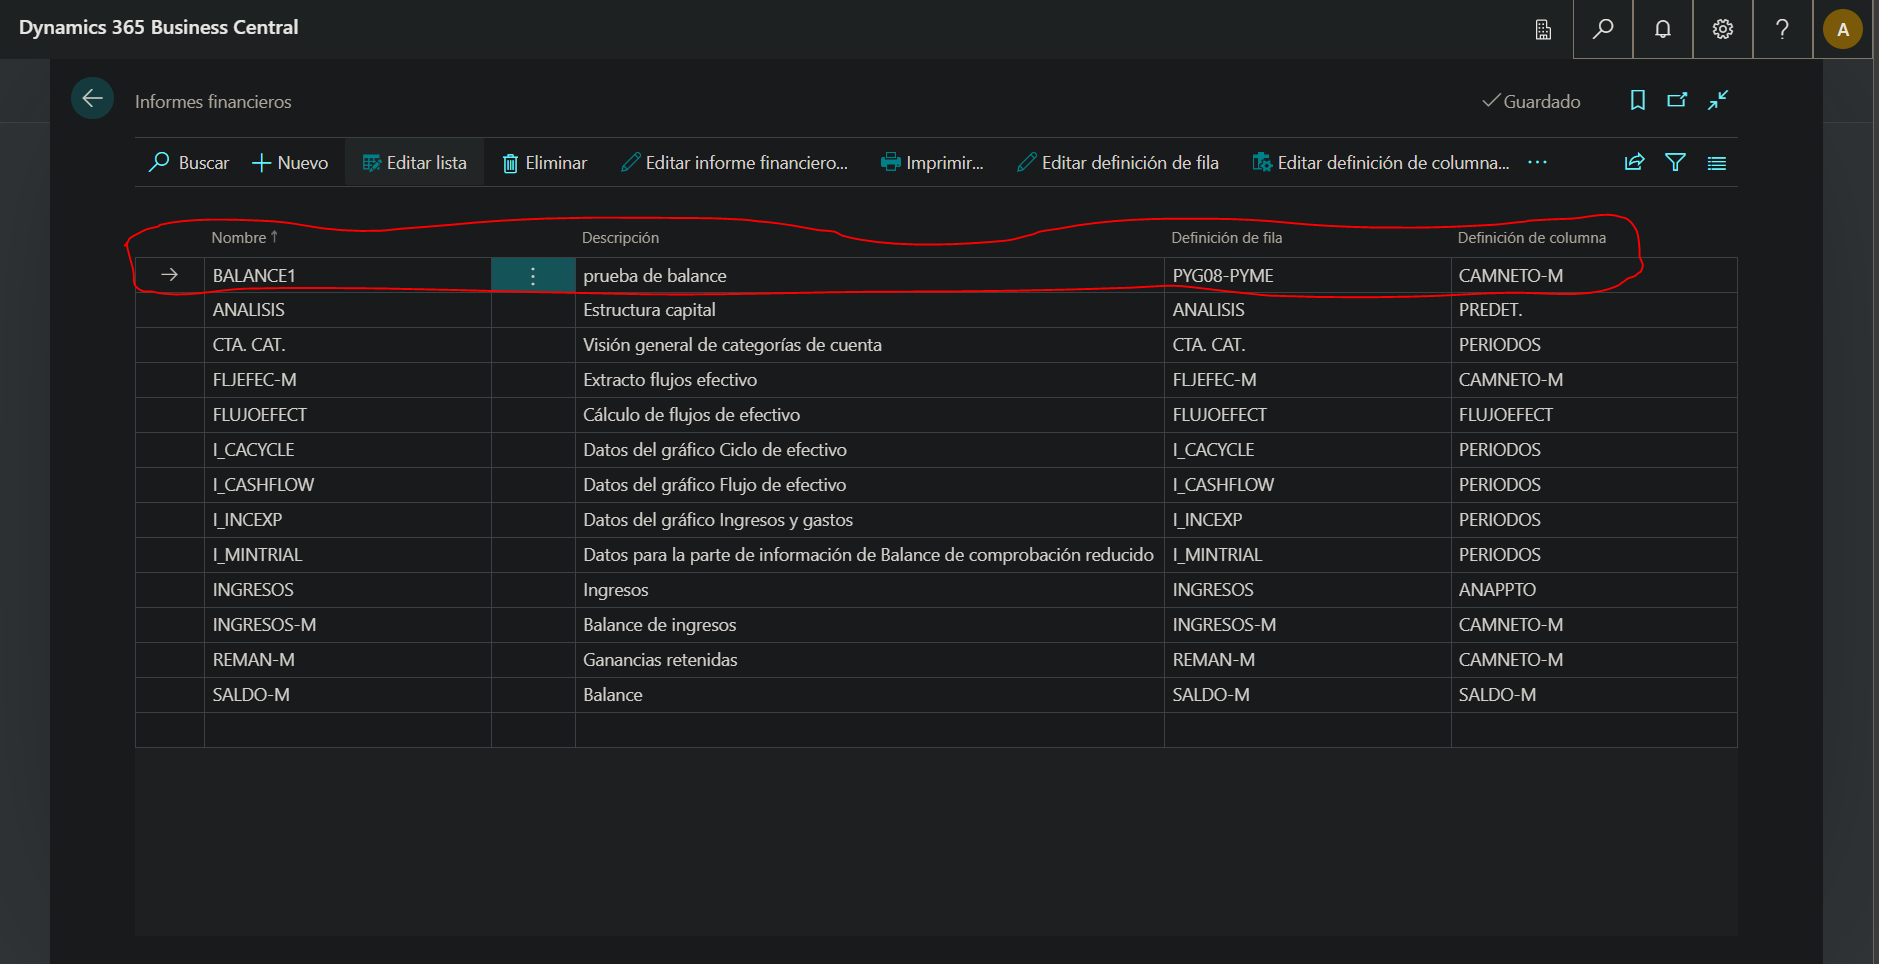 Dynamics 365 Business Central
A
Informes financieros
Guardado
Buscar Nuevo Editar lista Eliminar Editar informe financiero... Imprimir... Editar definición de fila Editar definición de columna...
Nombre ↑ Descripción Definición de fila Definición de columna
BALANCE1 prueba de balance PYG08-PYME CAMNETO-M
ANALISIS Estructura capital ANALISIS PREDET.
CTA. CAT. Visión general de categorías de cuenta CTA. CAT. PERIODOS
FLJEFEC-M Extracto flujos efectivo FLJEFEC-M CAMNETO-M
FLUJOEFECT Cálculo de flujos de efectivo FLUJOEFECT FLUJOEFECT
I_CACYCLE Datos del gráfico Ciclo de efectivo I_CACYCLE PERIODOS
I_CASHFLOW Datos del gráfico Flujo de efectivo I_CASHFLOW PERIODOS
I_INCEXP Datos del gráfico Ingresos y gastos I_INCEXP PERIODOS
I_MINTRIAL Datos para la parte de información de Balance de comprobación reducido I_MINTRIAL PERIODOS
INGRESOS Ingresos INGRESOS ANAPPTO
INGRESOS-M Balance de ingresos INGRESOS-M CAMNETO-M
REMAN-M Ganancias retenidas REMAN-M CAMNETO-M
SALDO-M Balance SALDO-M SALDO-M